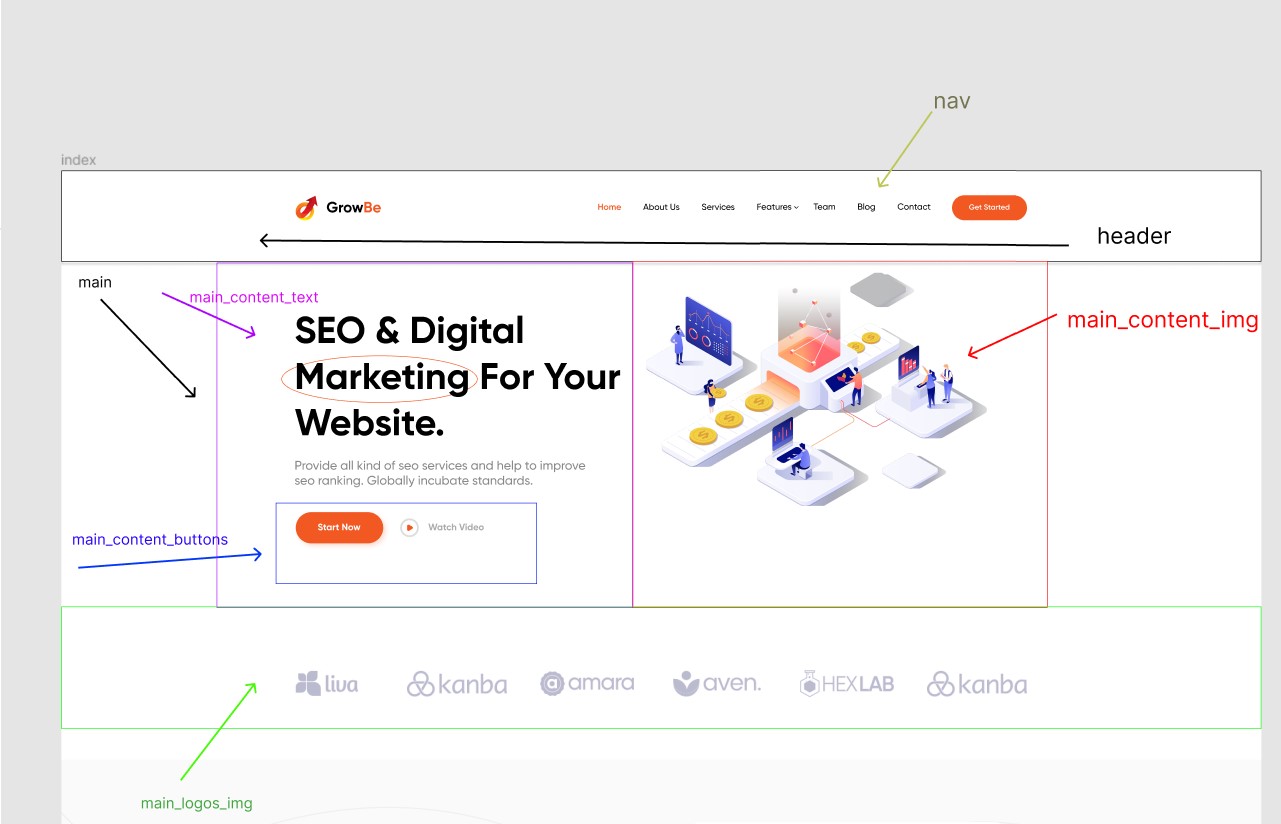 nav
index
GrowBe
Home About Us Services Features Team Blog Contact Get Started
header
main
main_content_text
SEO & Digital
Marketing For Your
Website.
main_content_img
Provide all kind of seo services and help to improve
seo ranking. Globally incubate standards.
Start Now Watch Video
main_content_buttons
liva kanba amara aven. HEXLAB kanba
main_logos_img